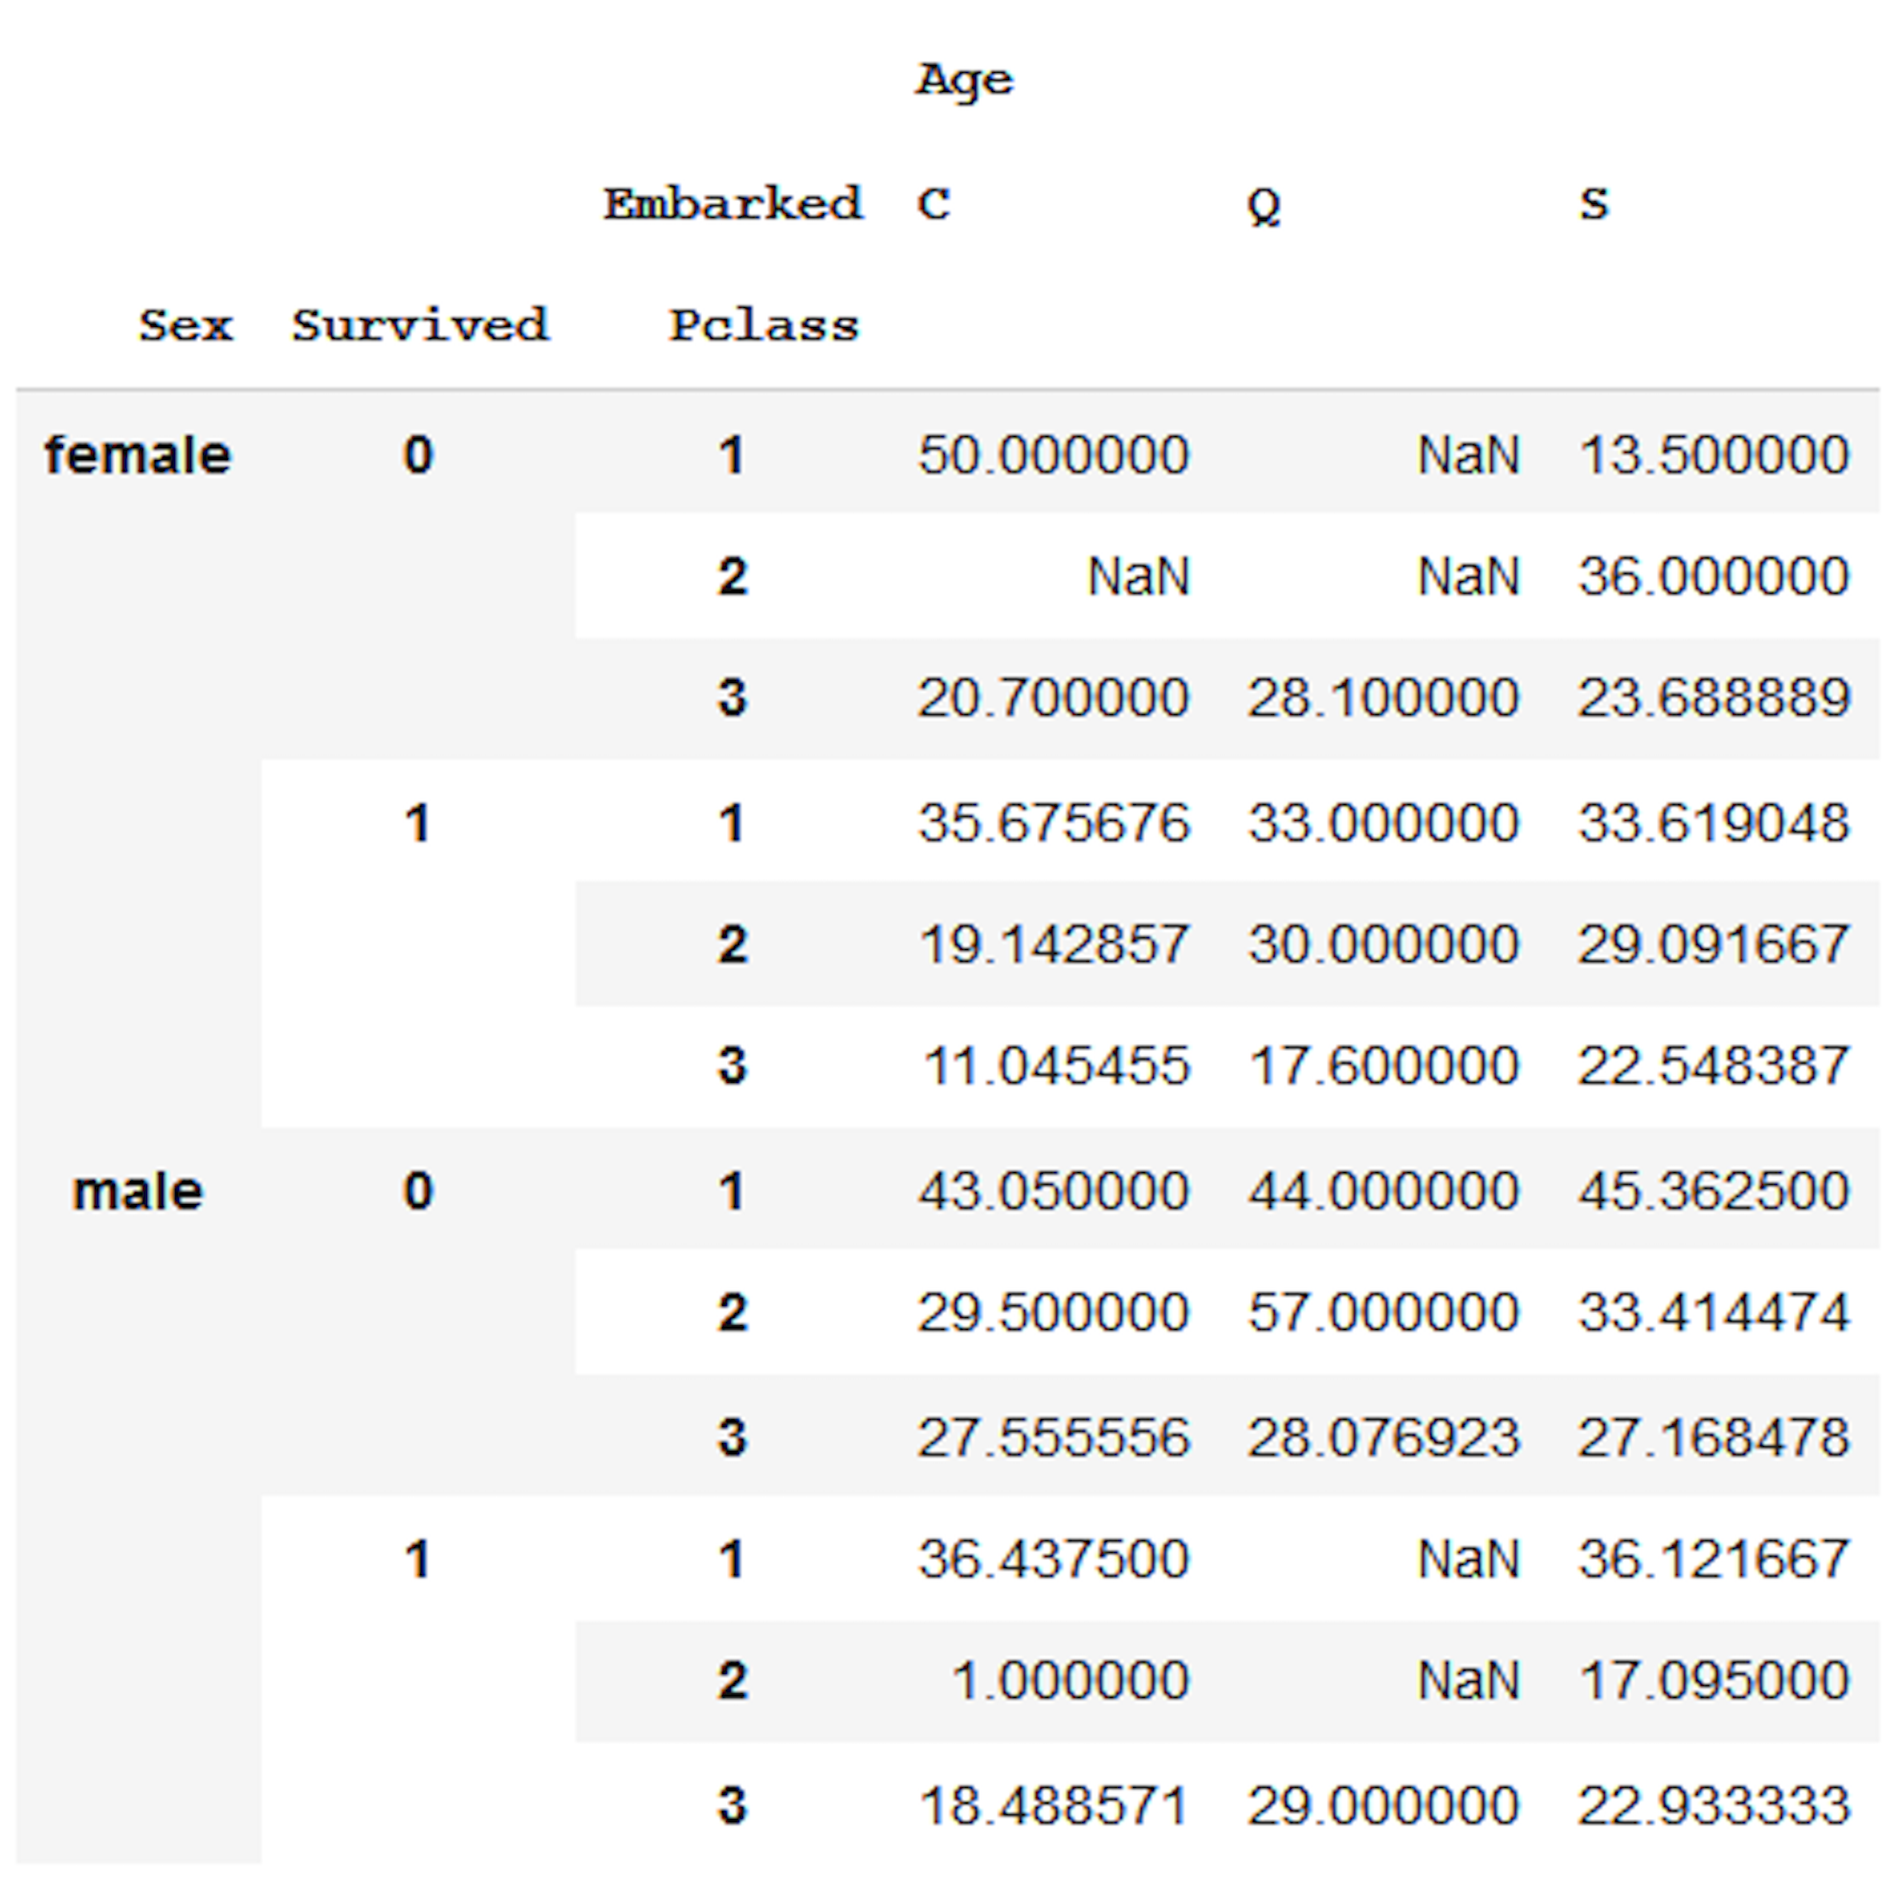 Age
Embarked C Q S
Sex Survived Pclass
female 0 1 50.000000 NaN 13.500000
2 NaN NaN 36.000000
3 20.700000 28.100000 23.688889
1 1 35.675676 33.000000 33.619048
2 19.142857 30.000000 29.091667
3 11.045455 17.600000 22.548387
male 0 1 43.050000 44.000000 45.362500
2 29.500000 57.000000 33.414474
3 27.555556 28.076923 27.168478
1 1 36.437500 NaN 36.121667
2 1.000000 NaN 17.095000
3 18.488571 29.000000 22.933333